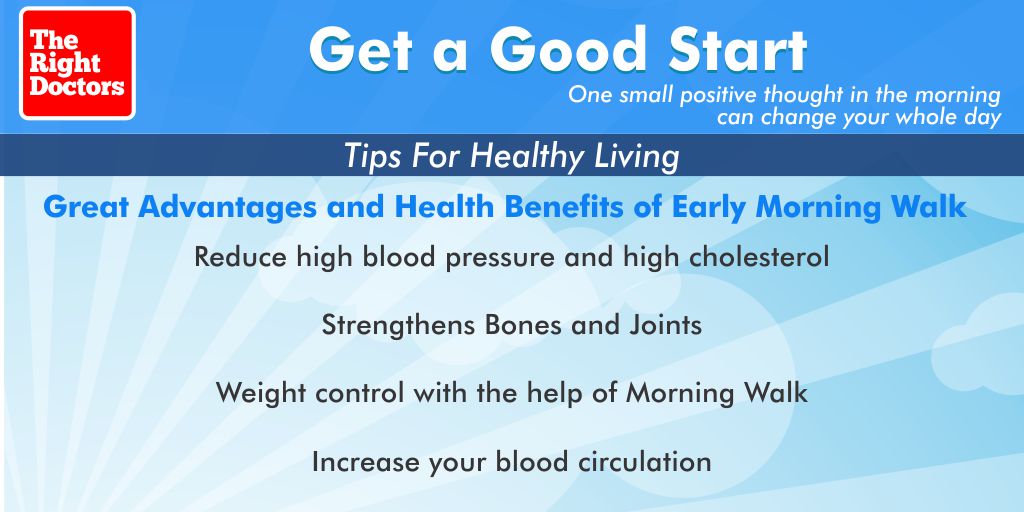 The
Right
Doctors
Get a Good Start
One small positive thought in the morning
can change your whole day
Tips For Healthy Living
Great Advantages and Health Benefits of Early Morning Walk
Reduce high blood pressure and high cholesterol
Strengthens Bones and Joints
Weight control with the help of Morning Walk
Increase your blood circulation